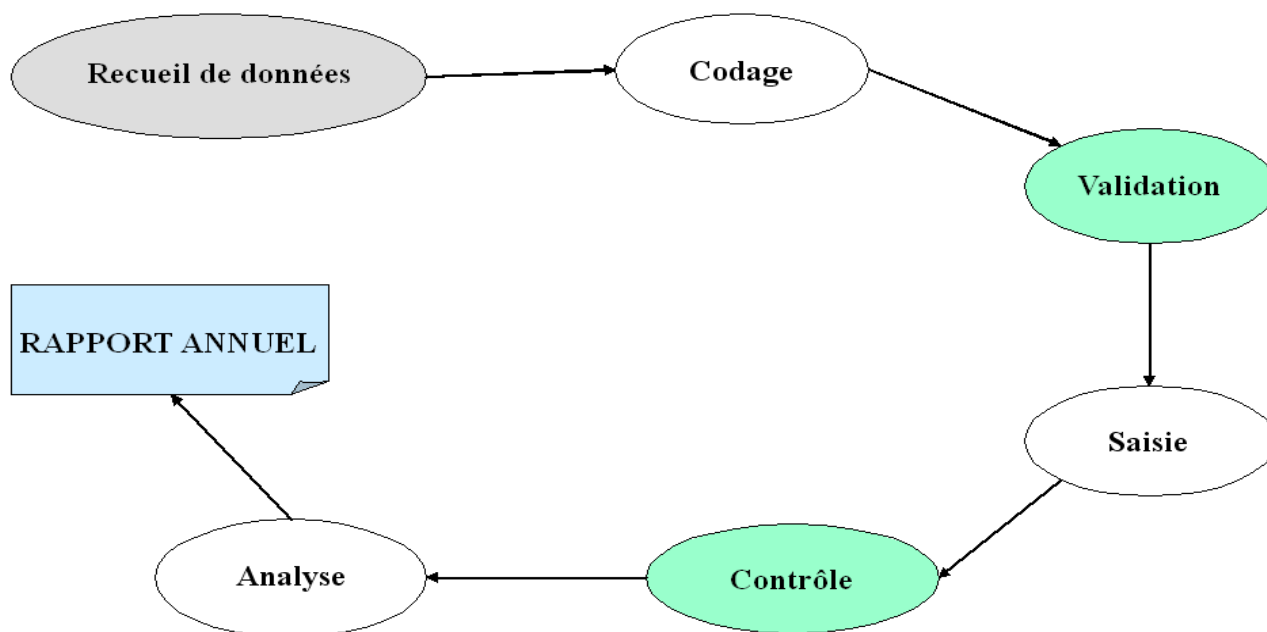 Recueil de données
Codage
Validation
Saisie
Contrôle
Analyse
RAPPORT ANNUEL